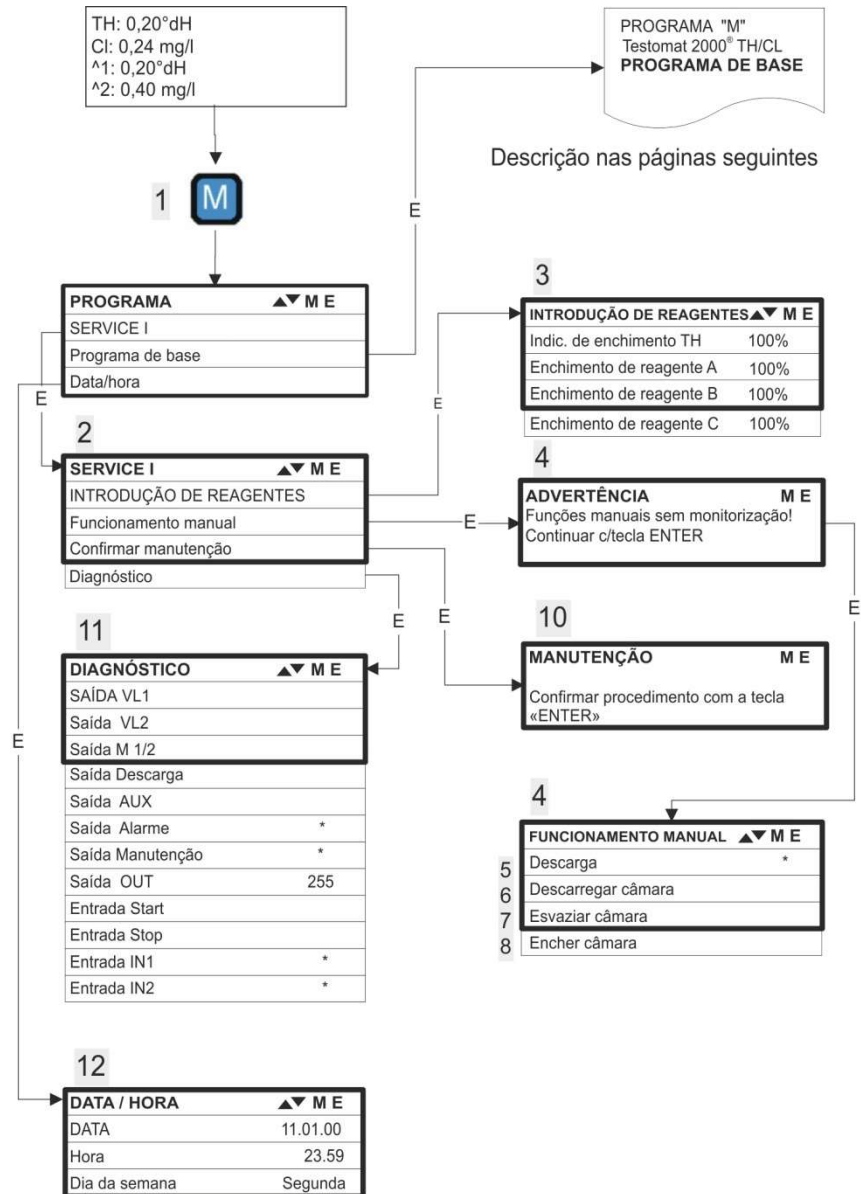 TH: 0,20°dH
Cl: 0,24 mg/l
^1: 0,20°dH
^2: 0,40 mg/l
PROGRAMA "M"
Testomat 2000® TH/CL
PROGRAMA DE BASE
Descrição nas páginas seguintes
1
M
E
PROGRAMA ▲▼ M E
SERVICE I
Programa de base
Data/hora
E
3
INTRODUÇÃO DE REAGENTES▲▼ M E
Indic. de enchimento TH 100%
Enchimento de reagente A 100%
Enchimento de reagente B 100%
Enchimento de reagente C 100%
E
2
SERVICE I ▲▼ M E
INTRODUÇÃO DE REAGENTES
Funcionamento manual
Confirmar manutenção
Diagnóstico
E
4
ADVERTÊNCIA M E
Funções manuais sem monitorização!
Continuar c/tecla ENTER
E
E
E
10
MANUTENÇÃO M E
Confirmar procedimento com a tecla
«ENTER»
11
DIAGNÓSTICO ▲▼ M E
SAÍDA VL1
Saída VL2
Saída M 1/2
Saída Descarga
Saída AUX
Saída Alarme *
Saída Manutenção *
Saída OUT 255
Entrada Start
Entrada Stop
Entrada IN1 *
Entrada IN2 *
E
4
FUNCIONAMENTO MANUAL ▲▼ M E
5 Descarga *
6 Descarregar câmara
7 Esvaziar câmara
8 Encher câmara
12
DATA / HORA ▲▼ M E
DATA 11.01.00
Hora 23.59
Dia da semana Segunda